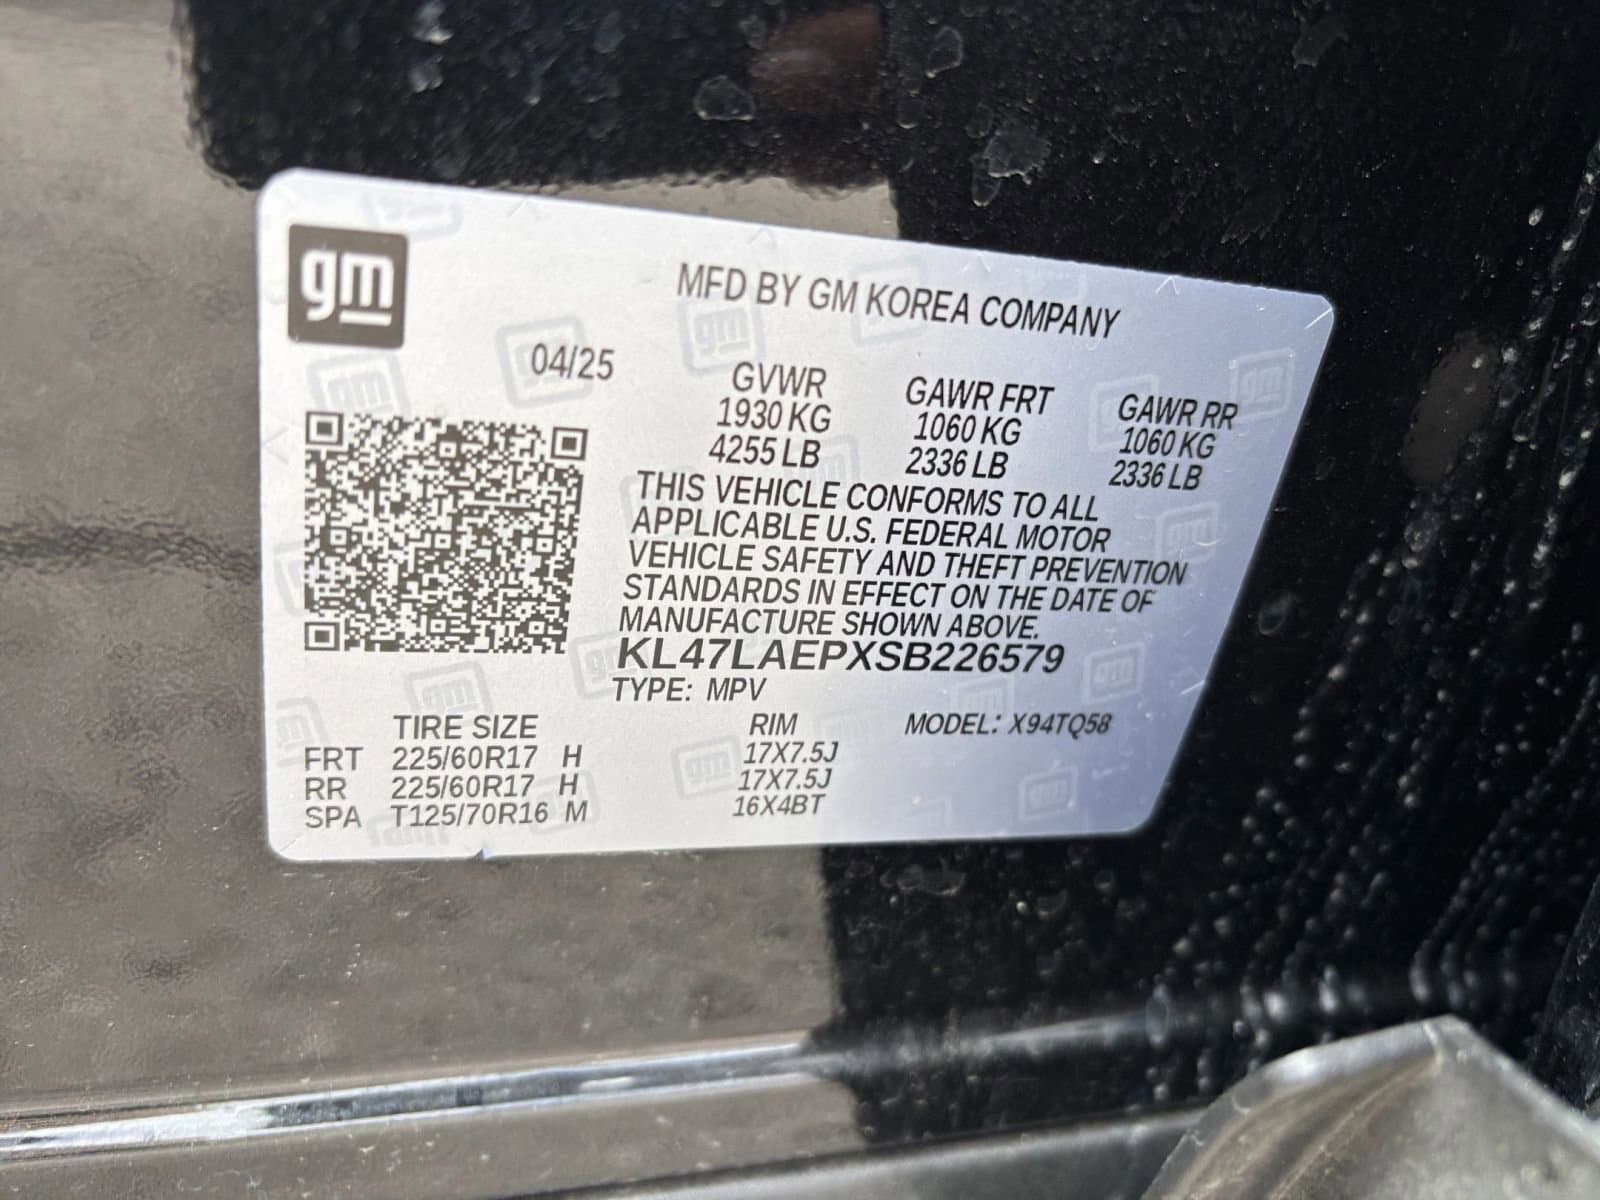 gm
MFD BY GM KOREA COMPANY
04/25
GVWR GAWR FRT GAWR RR
1930 KG 1060 KG 1060 KG
4255 LB 2336 LB 2336 LB
THIS VEHICLE CONFORMS TO ALL
APPLICABLE U.S. FEDERAL MOTOR
VEHICLE SAFETY AND THEFT PREVENTION
STANDARDS IN EFFECT ON THE DATE OF
MANUFACTURE SHOWN ABOVE.
KL47LAEPXSB226579
TYPE: MPV
TIRE SIZE RIM MODEL: X94TQ58
FRT 225/60R17 H 17X7.5J
RR 225/60R17 H 17X7.5J
SPA T125/70R16 M 16X4BT